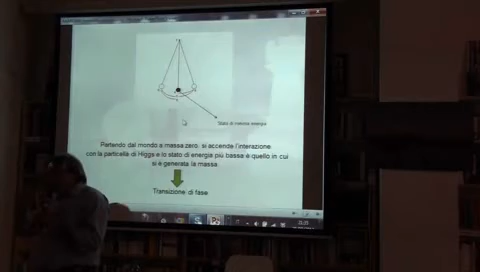 Stato di minima energia
Partendo dal mondo a massa zero, si accende l'interazione
con la particella di Higgs e lo stato di energia più bassa è quello in cui
si è generata la massa.
Transizione di fase